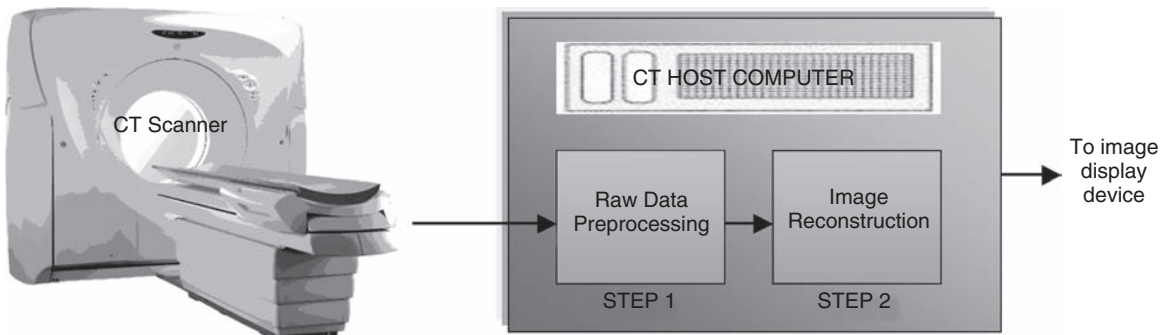 CT Scanner
CT HOST COMPUTER
Raw Data
Preprocessing
STEP 1
Image
Reconstruction
STEP 2
To image
display
device